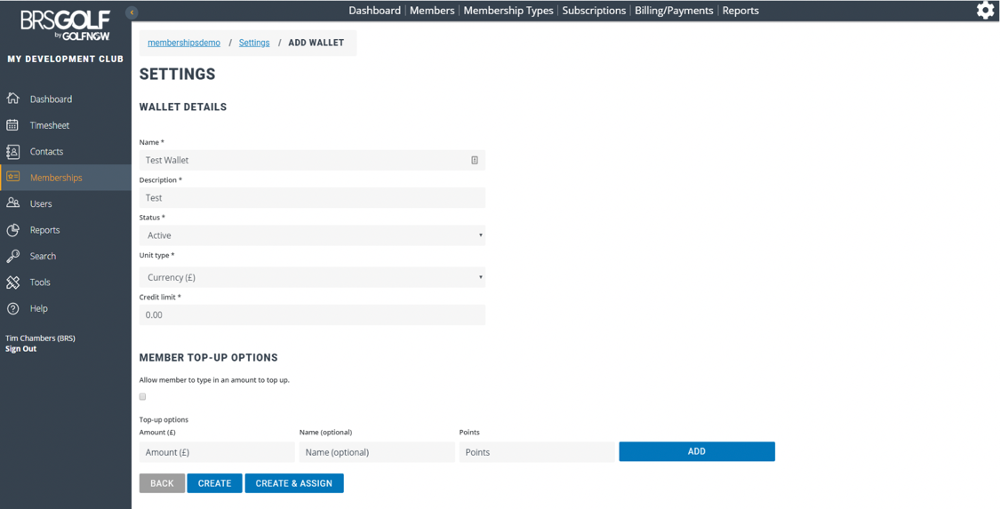 BRSGOLF
by GOLFNOW
MY DEVELOPMENT CLUB
Dashboard
Timesheet
Contacts
Memberships
Users
Reports
Search
Tools
Help
Tim Chambers (BRS)
Sign Out
Dashboard | Members | Membership Types | Subscriptions | Billing/Payments | Reports
membershipsdemo / Settings / ADD WALLET
SETTINGS
WALLET DETAILS
Name *
Test Wallet
Description *
Test
Status *
Active
Unit type *
Currency (£)
Credit limit *
0.00
MEMBER TOP-UP OPTIONS
Allow member to type in an amount to top up.
Top-up options
Amount (£) Name (optional) Points
Amount (£) Name (optional) Points ADD
BACK CREATE CREATE & ASSIGN